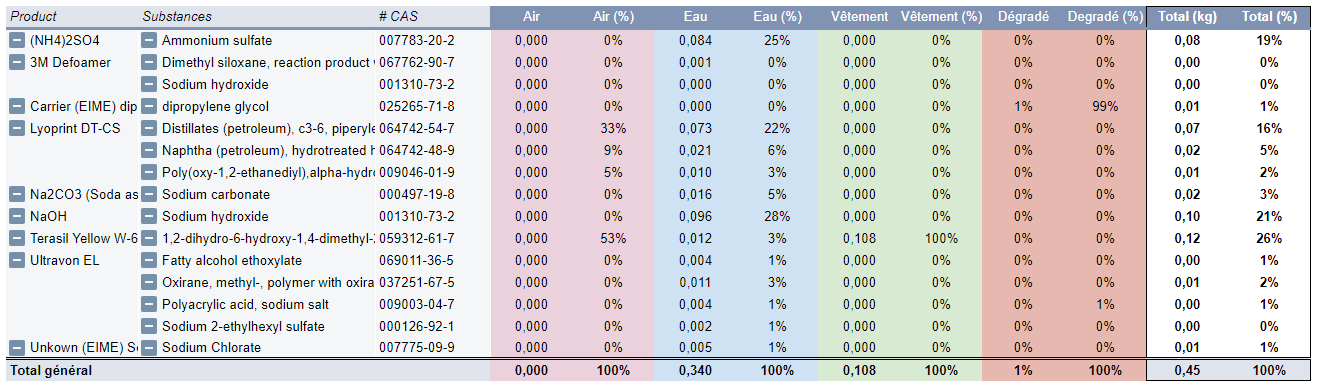 Product Substances # CAS Air Air (%) Eau Eau (%) Vêtement Vêtement (%) Dégradé Degradé (%) Total (kg) Total (%)
(NH4)2SO4 Ammonium sulfate 007783-20-2 0,000 0% 0,084 25% 0,000 0% 0% 0% 0,08 19%
3M Defoamer Dimethyl siloxane, reaction product 067762-90-7 0,000 0% 0,001 0% 0,000 0% 0% 0% 0,00 0%
Sodium hydroxide 001310-73-2 0,000 0% 0,000 0% 0,000 0% 0% 0% 0,00 0%
Carrier (EIME) dip dipropylene glycol 025265-71-8 0,000 0% 0,000 0% 0,000 0% 1% 99% 0,01 1%
Lyoprint DT-CS Distillates (petroleum), c3-6, piperyle 064742-54-7 0,000 33% 0,073 22% 0,000 0% 0% 0% 0,07 16%
Naphtha (petroleum), hydrotreated h 064742-48-9 0,000 9% 0,021 6% 0,000 0% 0% 0% 0,02 5%
Poly(oxy-1,2-ethanediyl),alpha-hydr 009046-01-9 0,000 5% 0,010 3% 0,000 0% 0% 0% 0,01 2%
Na2CO3 (Soda as Sodium carbonate 000497-19-8 0,000 0% 0,016 5% 0,000 0% 0% 0% 0,02 3%
NaOH Sodium hydroxide 001310-73-2 0,000 0% 0,096 28% 0,000 0% 0% 0% 0,10 21%
Terasil Yellow W-6 1,2-dihydro-6-hydroxy-1,4-dimethyl- 059312-61-7 0,000 53% 0,012 3% 0,108 100% 0% 0% 0,12 26%
Ultravon EL Fatty alcohol ethoxylate 069011-36-5 0,000 0% 0,004 1% 0,000 0% 0% 0% 0,00 1%
Oxirane, methyl-, polymer with oxira 037251-67-5 0,000 0% 0,011 3% 0,000 0% 0% 0% 0,01 2%
Polyacrylic acid, sodium salt 009003-04-7 0,000 0% 0,004 1% 0,000 0% 0% 1% 0,00 1%
Sodium 2-ethylhexyl sulfate 000126-92-1 0,000 0% 0,002 1% 0,000 0% 0% 0% 0,00 0%
Unkown (EIME) S Sodium Chlorate 007775-09-9 0,000 0% 0,005 1% 0,000 0% 0% 0% 0,01 1%
Total général 0,000 100% 0,340 100% 0,108 100% 1% 100% 0,45 100%